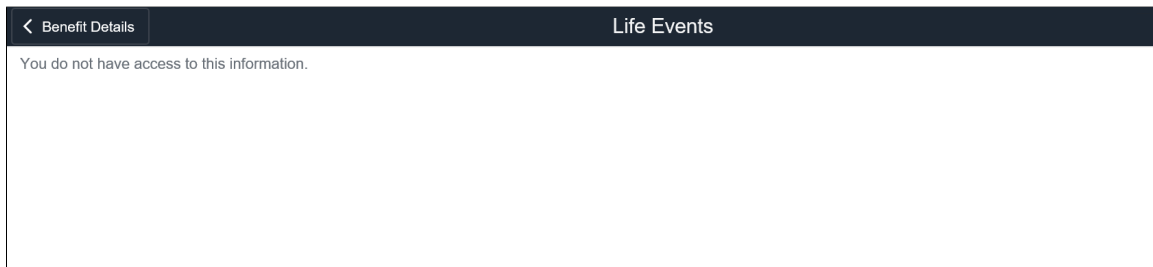 Benefit Details
Life Events
You do not have access to this information.